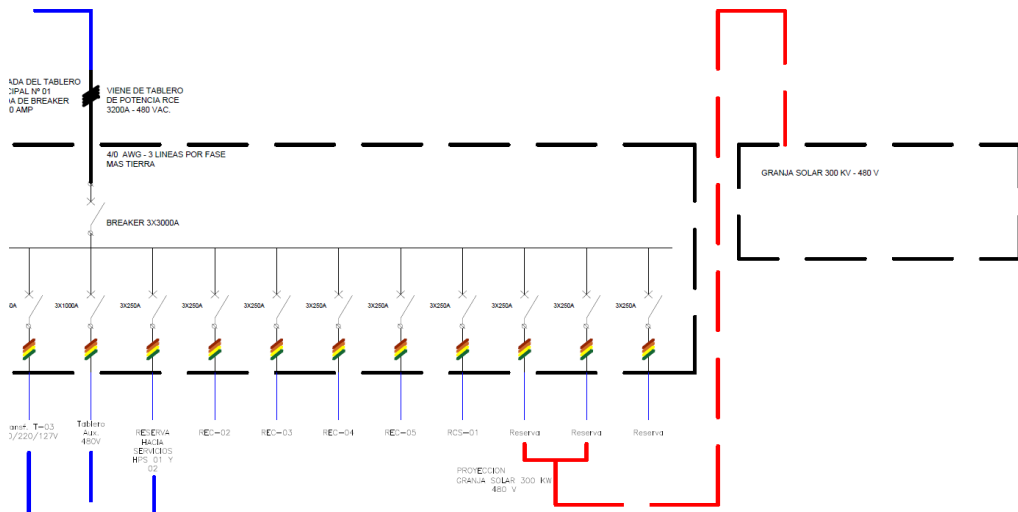 ADA DEL TABLERO
CIPAL Nº 01
DA DE BREAKER
0 AMP
VIENE DE TABLERO
DE POTENCIA RCE
3200A - 480 VAC.
4/0 AWG - 3 LINEAS POR FASE
MAS TIERRA
GRANJA SOLAR 300 KV - 480 V
BREAKER 3X3000A
0A
3X1000A
3X250A
3X250A
3X250A
3X250A
3X250A
3X250A
3X250A
3X250A
3X250A
ansf. T-03
0/220/127V
Tablero
Aux.
480V
RESERVA
HACIA
SERVICIOS
HPS 01 Y
02
REC-02
REC-03
REC-04
REC-05
RCS-01
Reserva
Reserva
Reserva
PROYECCION
GRANJA SOLAR 300 KW
480 V